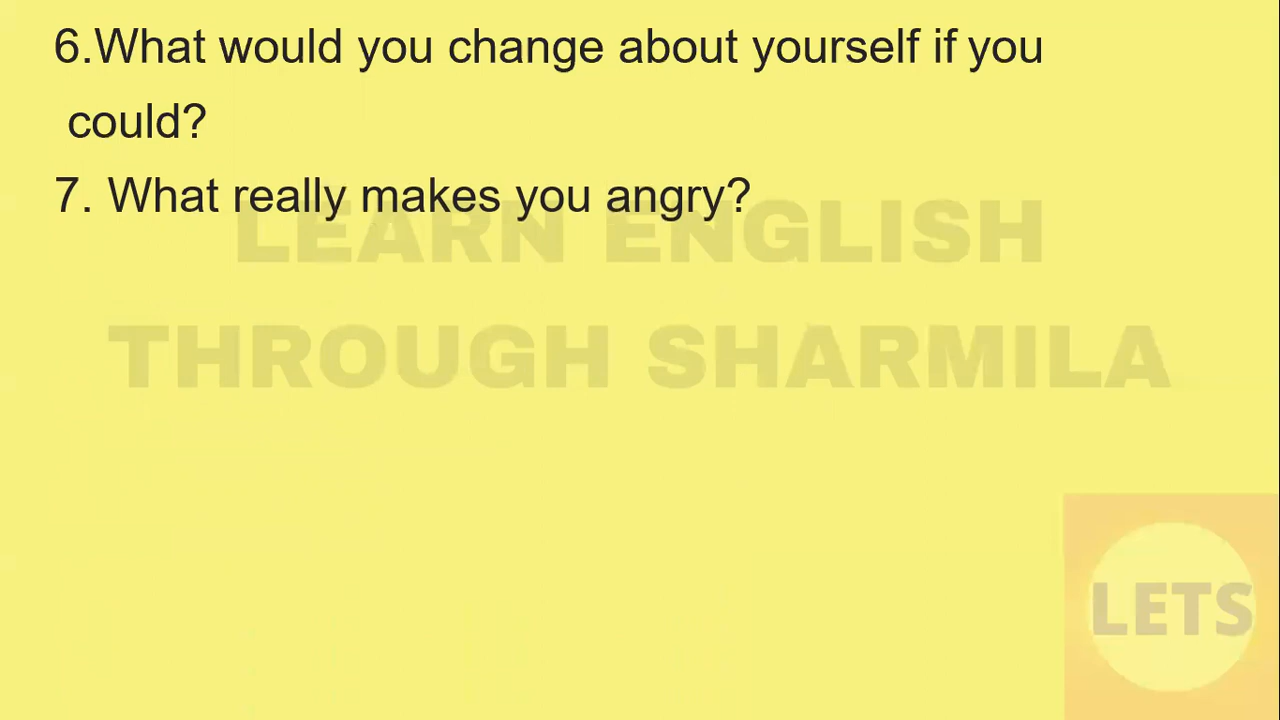 6.What would you change about yourself if you
could?
7. What really makes you angry?
LEARN ENGLISH
THROUGH SHARMILA
LETS